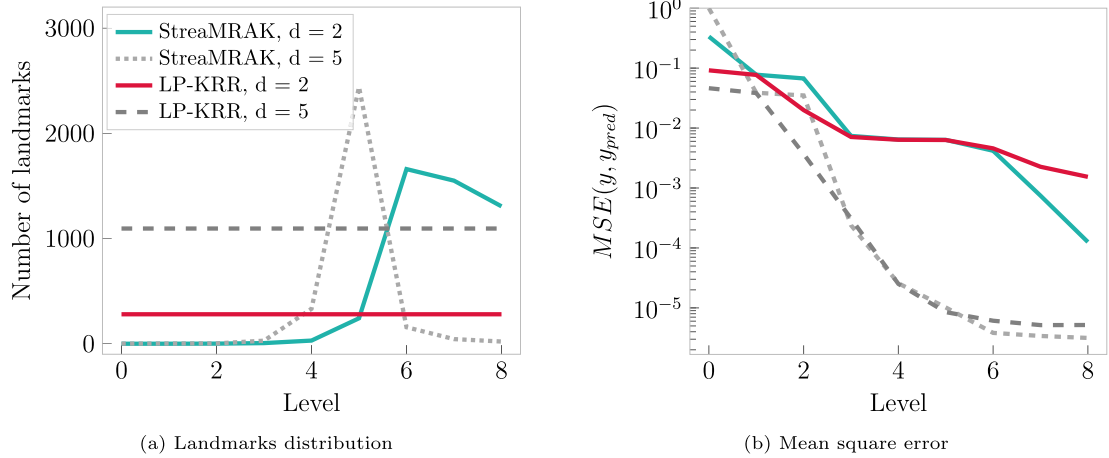 3000
2000
1000
0
Number of landmarks
StreaMRAK, d = 2
StreaMRAK, d = 5
LP-KRR, d = 2
LP-KRR, d = 5
0 2 4 6 8
Level
(a) Landmarks distribution
10^0
10^{-1}
10^{-2}
10^{-3}
10^{-4}
10^{-5}
MSE(y, y_{pred})
0 2 4 6 8
Level
(b) Mean square error